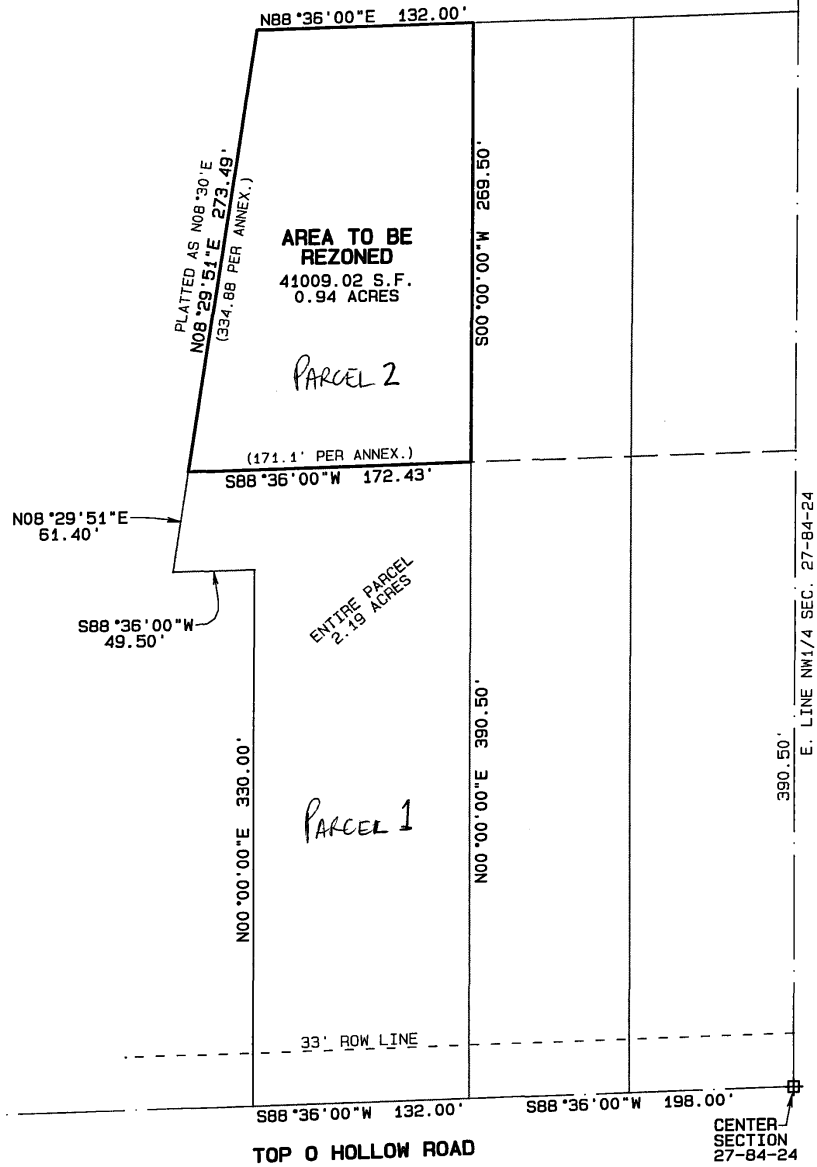 N88°36'00"E 132.00'
PLATTED AS N08°30'E
N08°29'51"E 273.49'
(334.88 PER ANNEX.)
AREA TO BE
REZONED
41009.02 S.F.
0.94 ACRES
S00°00'00"W 269.50'
PARCEL 2
(171.1' PER ANNEX.)
S88°36'00"W 172.43'
N08°29'51"E
61.40'
S88°36'00"W
49.50'
ENTIRE PARCEL
2.19 ACRES
E. LINE NW1/4 SEC. 27-84-24
N00°00'00"E 330.00'
PARCEL 1
N00°00'00"E 390.50'
390.50'
33' ROW LINE
S88°36'00"W 132.00'
S88°36'00"W 198.00'
TOP O HOLLOW ROAD
CENTER
SECTION
27-84-24